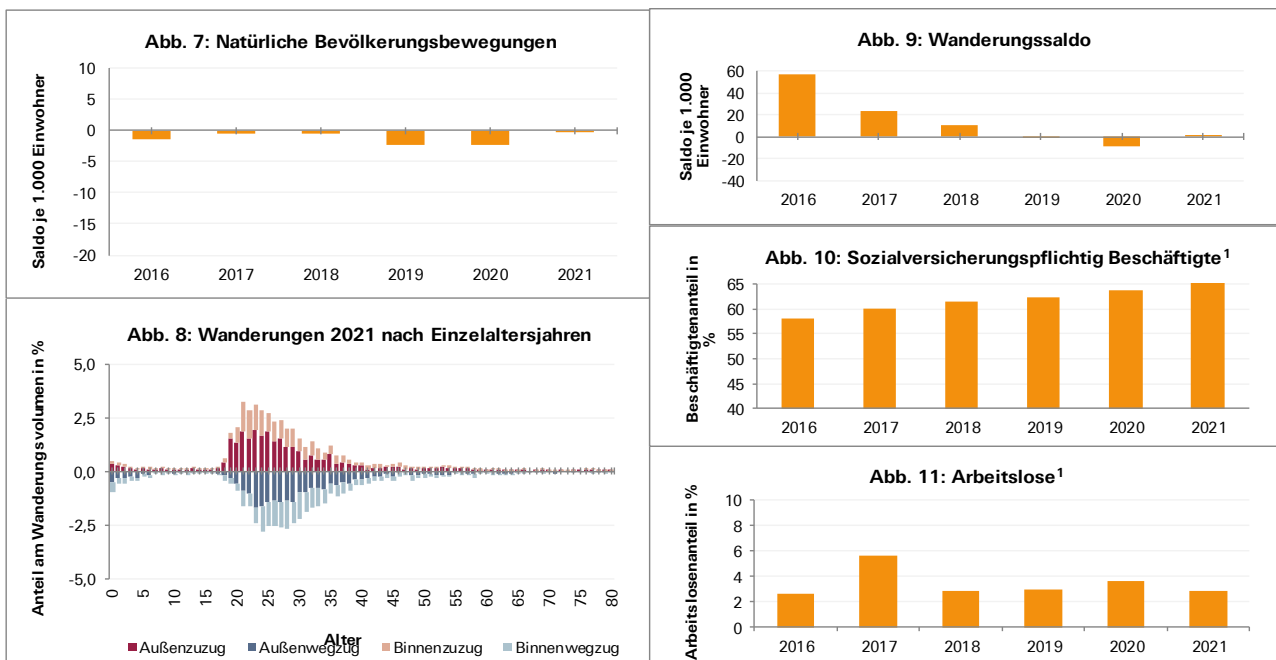 Abb. 7: Natürliche Bevölkerungsbewegungen
Saldo je 1.000 Einwohner
10
5
0
-5
-10
-15
-20
2016 2017 2018 2019 2020 2021
Abb. 8: Wanderungen 2021 nach Einzelaltersjahren
Anteil am Wanderungsvolumen in %
5,0
2,5
0,0
-2,5
-5,0
0 5 10 15 20 25 30 35 40 45 50 55 60 65 70 75 80
Alter
Außenzuzug Außenwegzug Binnenzuzug Binnenwegzug
Abb. 9: Wanderungssaldo
Saldo je 1.000
Einwohner
60
40
20
0
-20
-40
2016 2017 2018 2019 2020 2021
Abb. 10: Sozialversicherungspflichtig Beschäftigte¹
Beschäftigtenanteil in
%
65
60
55
50
45
40
2016 2017 2018 2019 2020 2021
Abb. 11: Arbeitslose¹
Arbeitslosenanteil in %
10
8
6
4
2
0
2016 2017 2018 2019 2020 2021